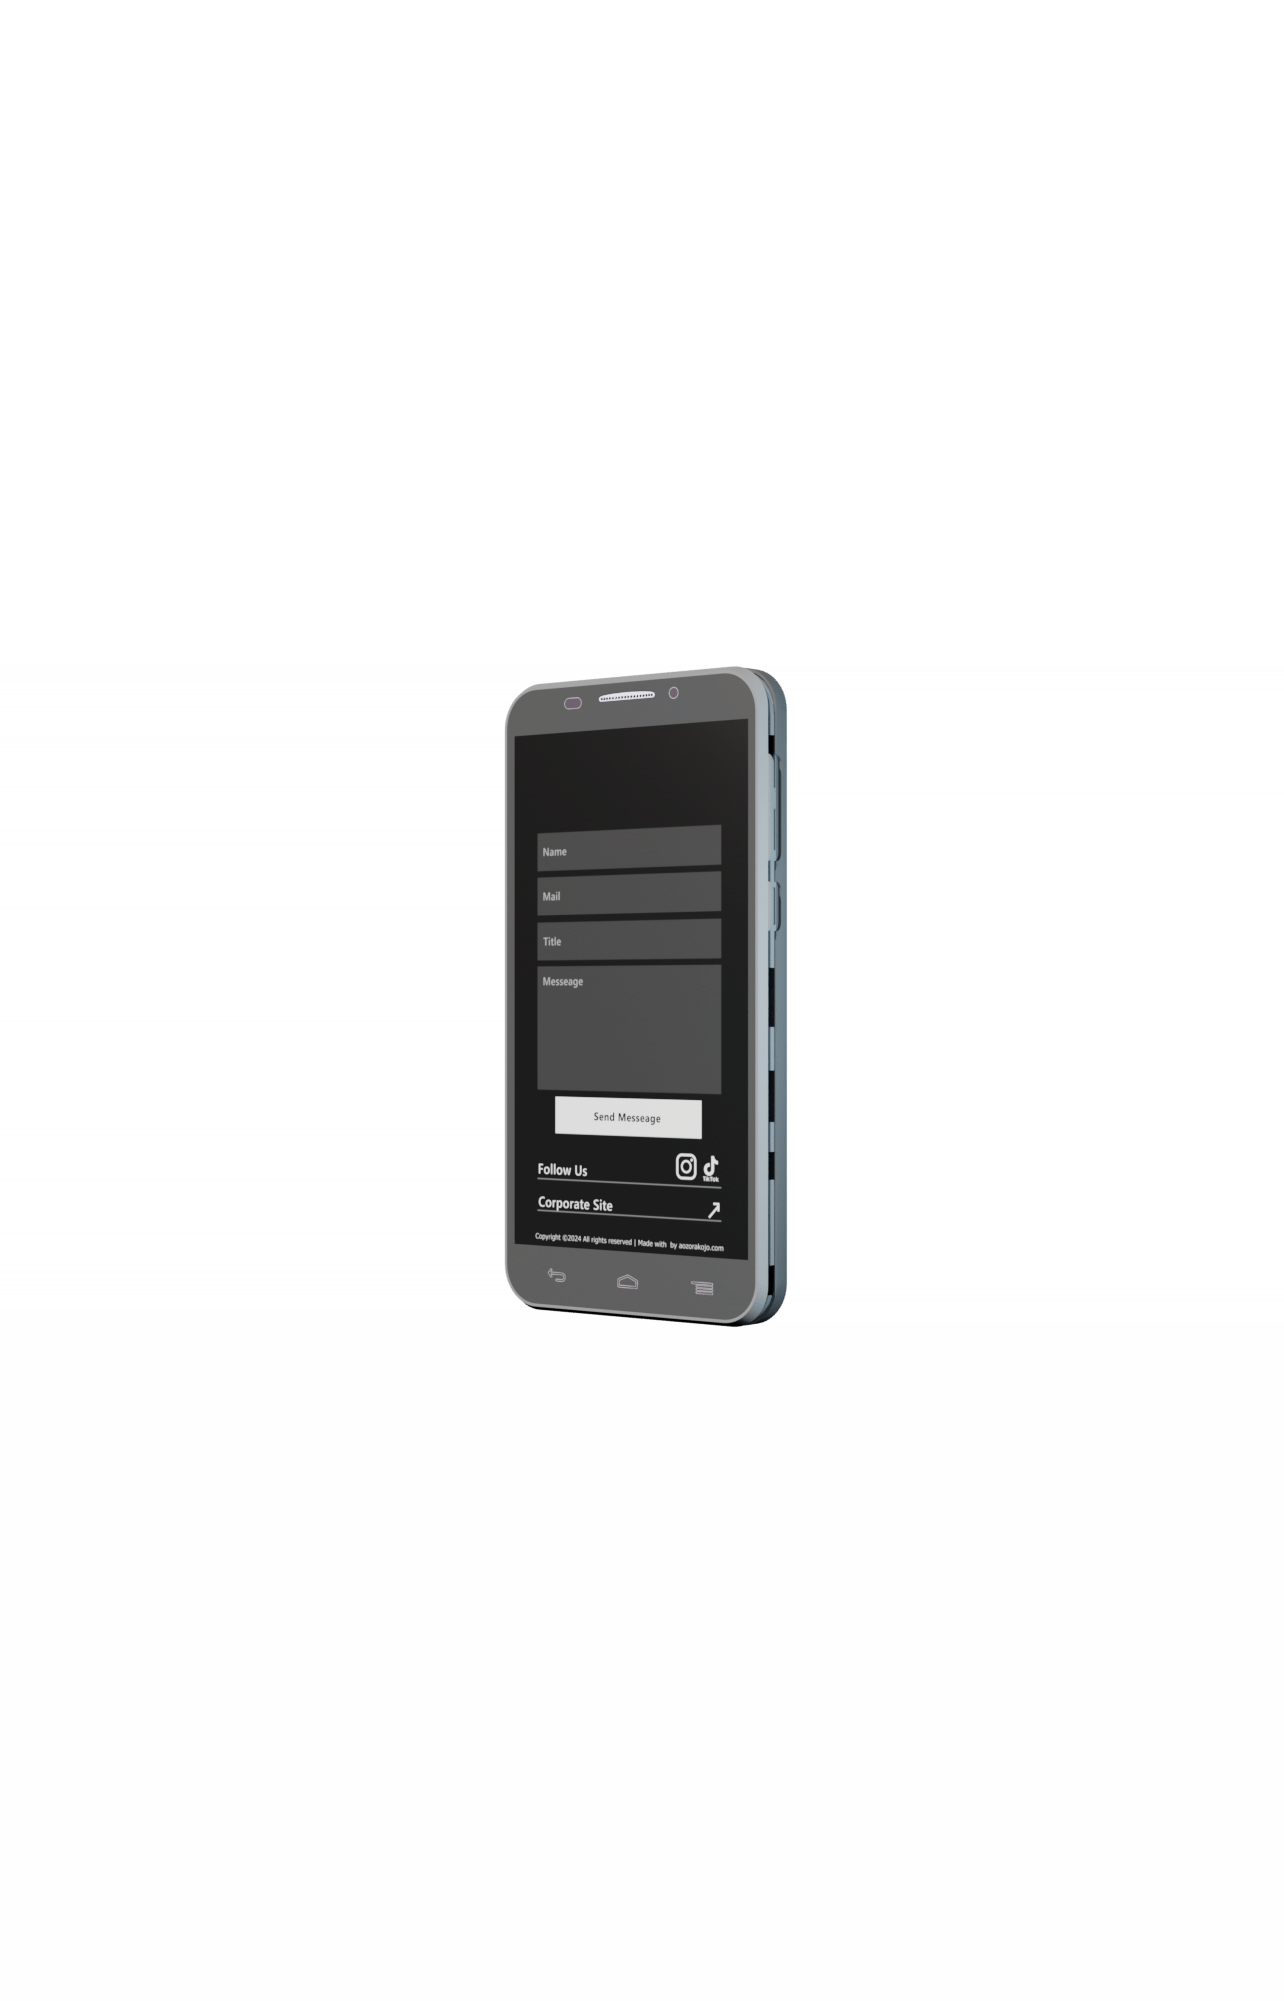 Name
Mail
Title
Messeage
Send Messeage
Follow Us
TikTok
Corporate Site
Copyright ©2024 All rights reserved | Made with by aozorakojo.com